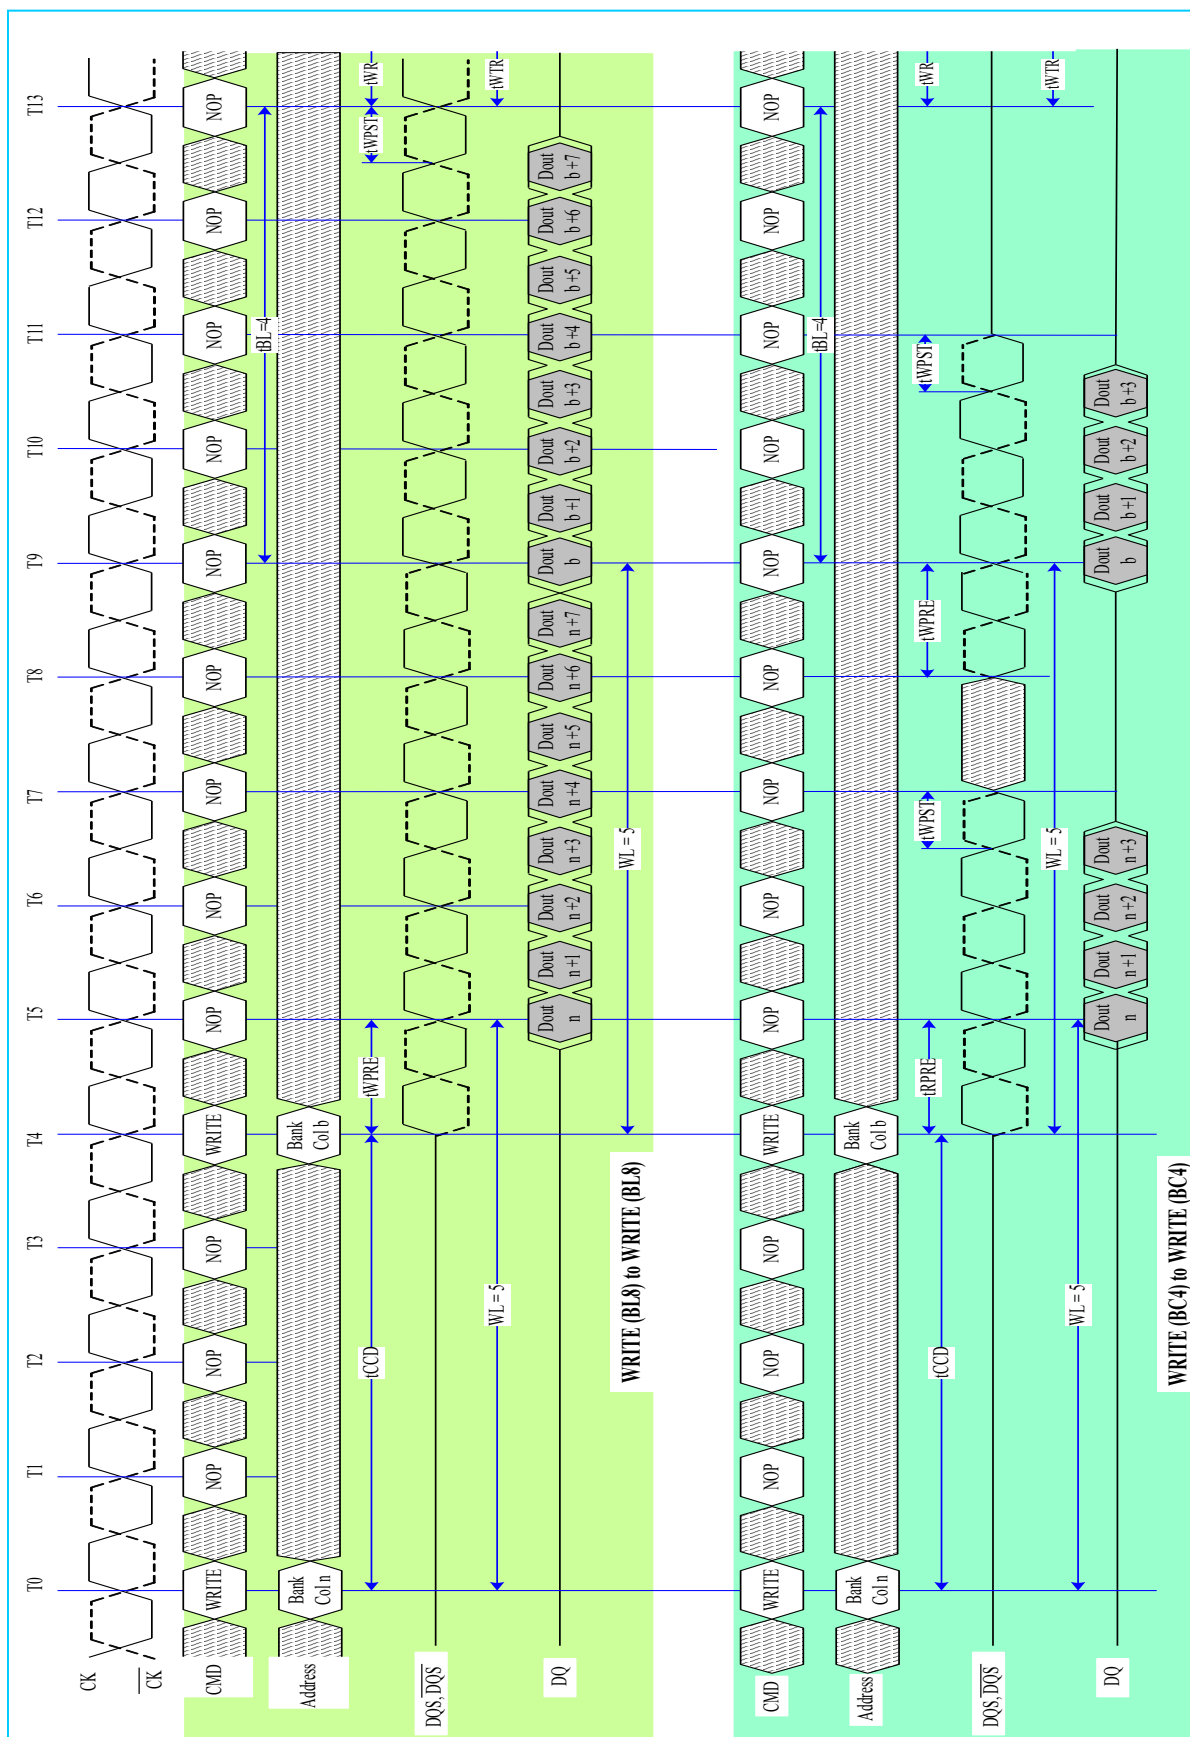 T0 T1 T2 T3 T4 T5 T6 T7 T8 T9 T10 T11 T12 T13
CK
CK
CMD WRITE NOP NOP NOP WRITE NOP NOP NOP NOP NOP NOP NOP NOP NOP
tBL=4
Address Bank Col n Bank Col b
tCCD tWPRE tWPST tWR
DQS, DQS
WL = 5 tWTR
DQ Dout n Dout n+1 Dout n+2 Dout n+3 Dout n+4 Dout n+5 Dout n+6 Dout n+7 Dout b Dout b+1 Dout b+2 Dout b+3 Dout b+4 Dout b+5 Dout b+6 Dout b+7
WL = 5
WRITE (BL8) to WRITE (BL8)
CMD WRITE NOP NOP NOP WRITE NOP NOP NOP NOP NOP NOP NOP NOP NOP
tBL=4
Address Bank Col n Bank Col b
tCCD tRPRE tWPST tWPRE tWPST tWR
DQS, DQS
WL = 5 tWTR
WL = 5
DQ Dout n Dout n+1 Dout n+2 Dout n+3 Dout b Dout b+1 Dout b+2 Dout b+3
WRITE (BC4) to WRITE (BC4)